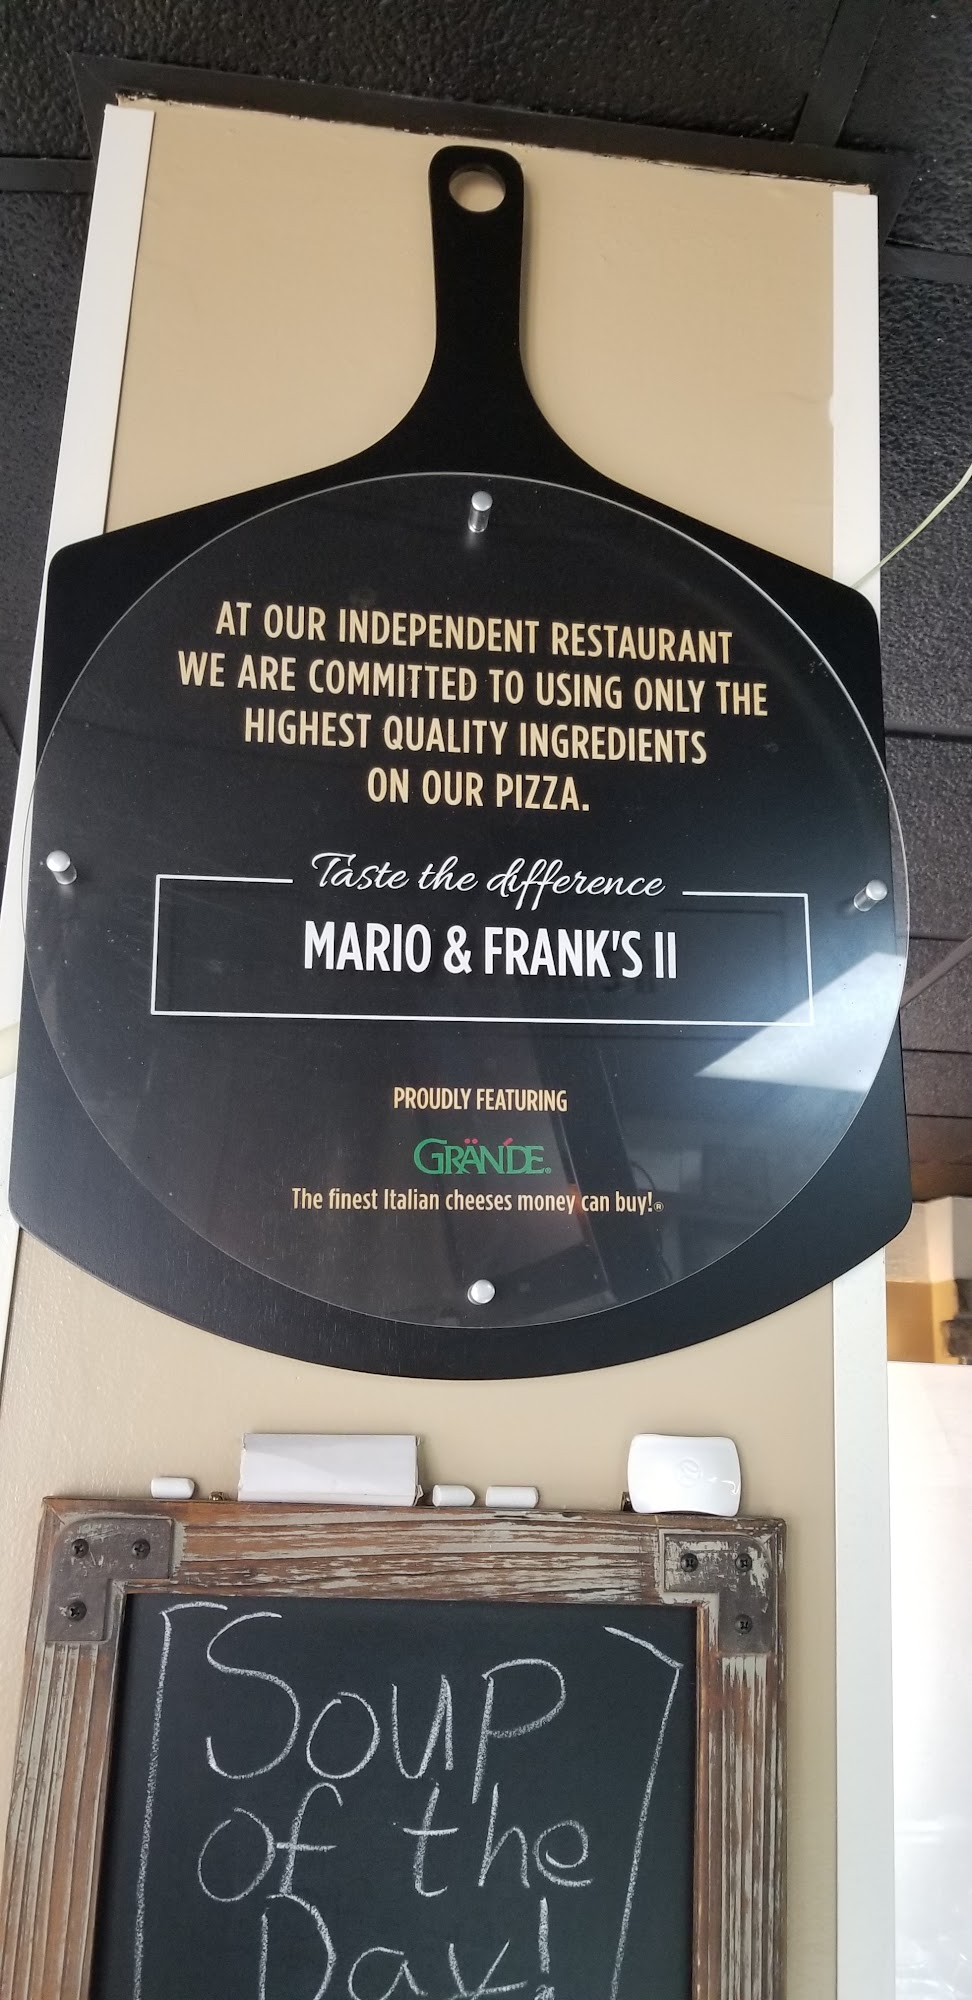 AT OUR INDEPENDENT RESTAURANT
WE ARE COMMITTED TO USING ONLY THE
HIGHEST QUALITY INGREDIENTS
ON OUR PIZZA.
Taste the difference
MARIO & FRANK'S II
PROUDLY FEATURING
GRÄNDE®
The finest Italian cheeses money can buy!®
Soup
of the
Day!